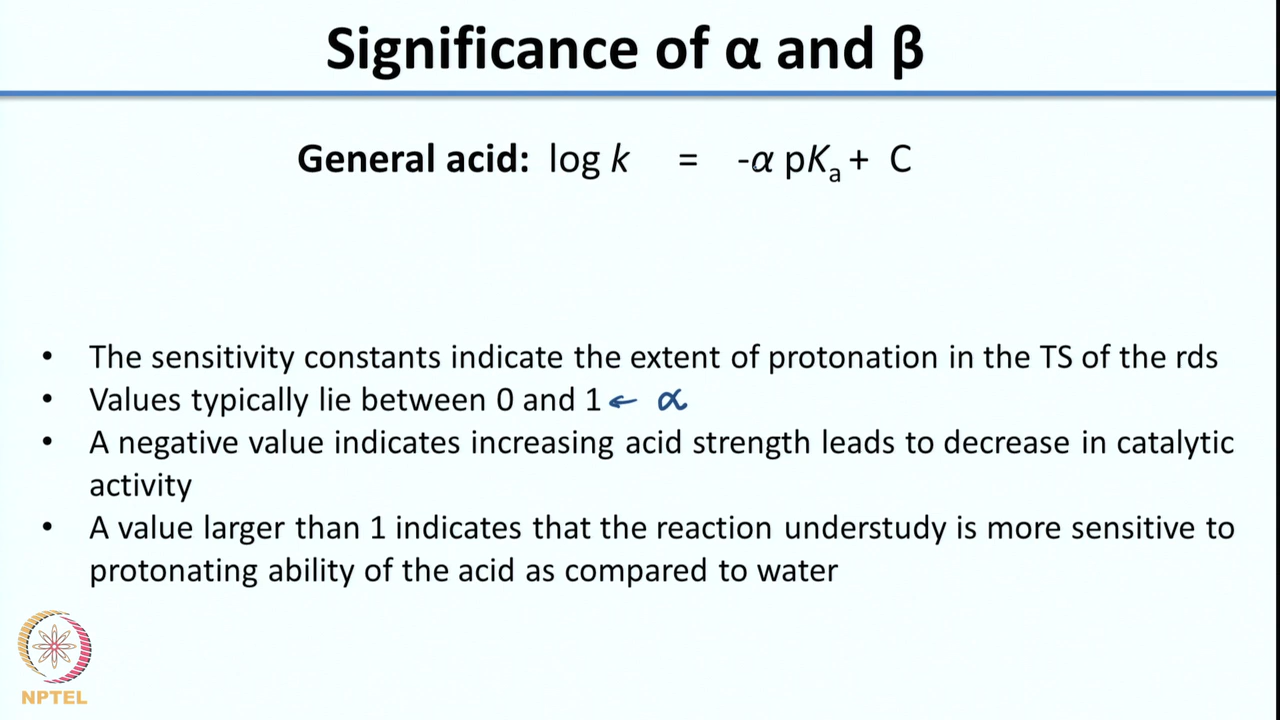 Significance of α and β
General acid: log k = -α pKa + C
• The sensitivity constants indicate the extent of protonation in the TS of the rds
• Values typically lie between 0 and 1 ← α
• A negative value indicates increasing acid strength leads to decrease in catalytic
activity
• A value larger than 1 indicates that the reaction understudy is more sensitive to
protonating ability of the acid as compared to water
NPTEL